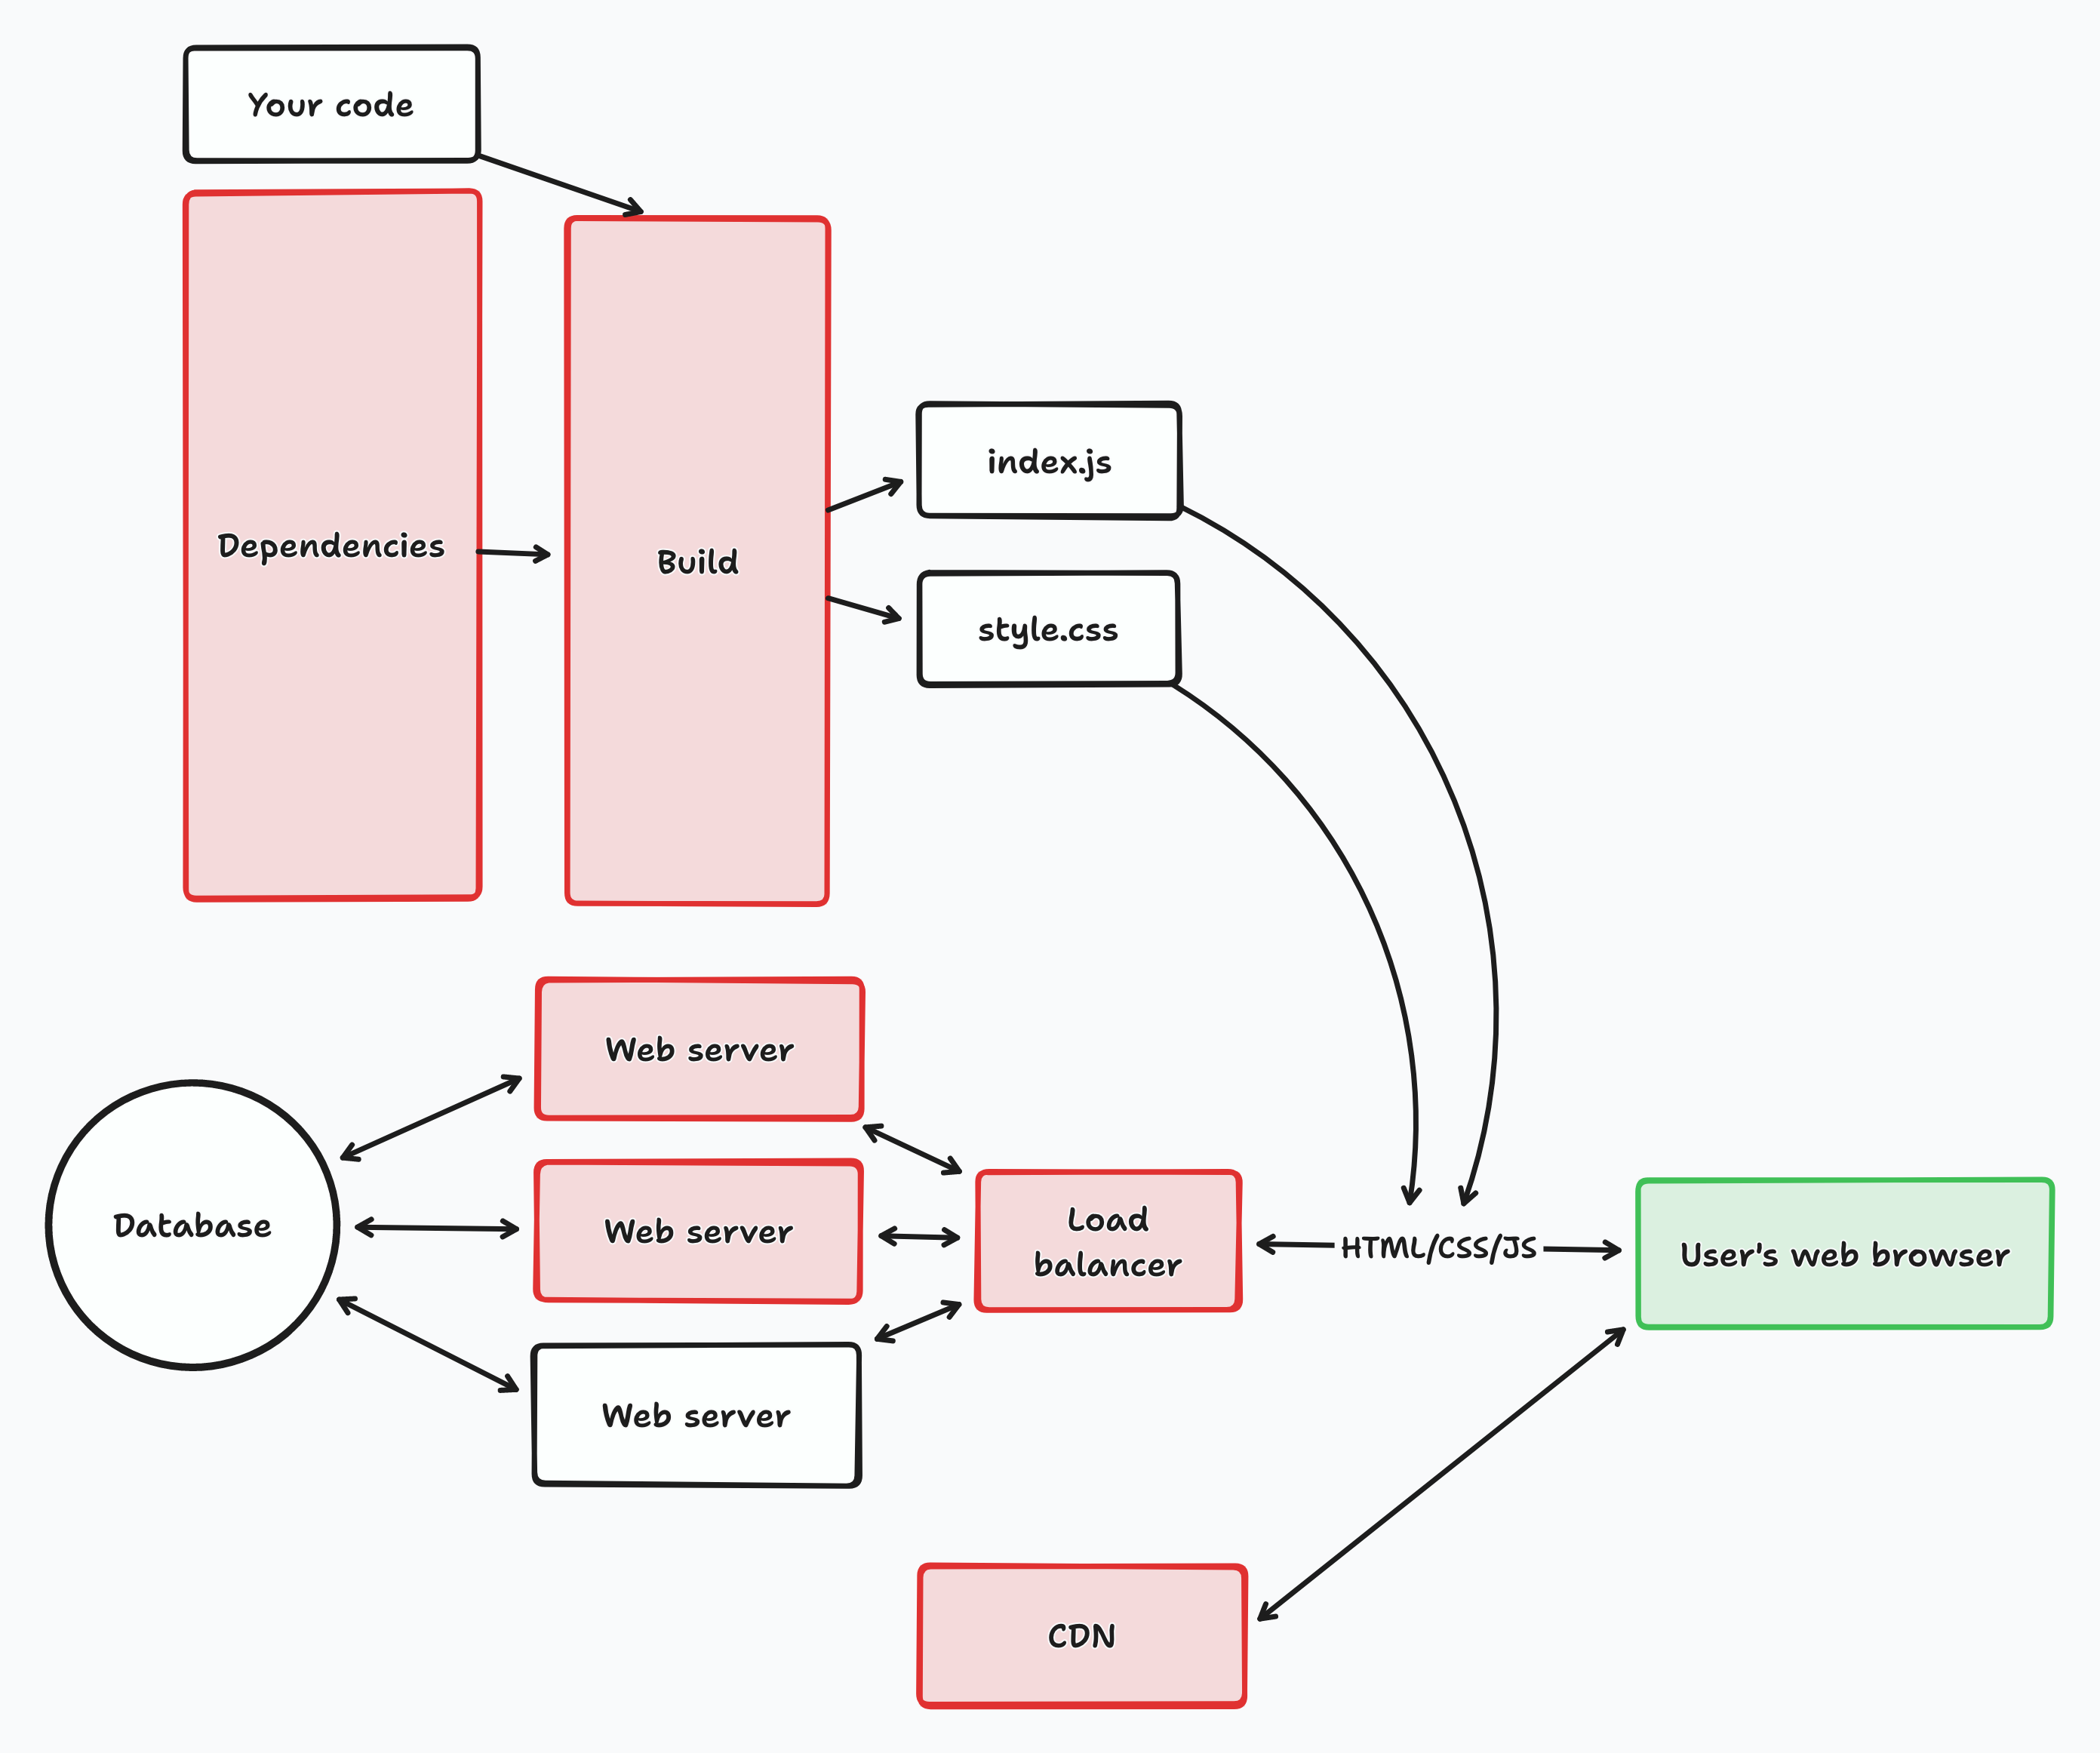 Your code
Dependencies
Build
index.js
style.css
Web server
Database
Web server
Load
balancer
HTML/CSS/JS
User's web browser
Web server
CDN